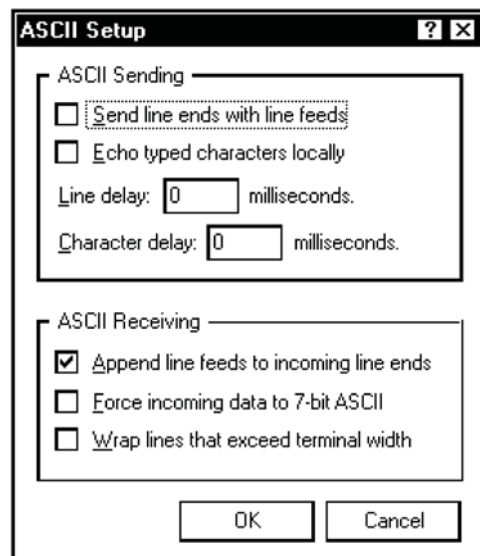 ASCII Setup ? X
ASCII Sending
Send line ends with line feeds
Echo typed characters locally
Line delay: 0 milliseconds.
Character delay: 0 milliseconds.
ASCII Receiving
Append line feeds to incoming line ends
Force incoming data to 7-bit ASCII
Wrap lines that exceed terminal width
OK Cancel